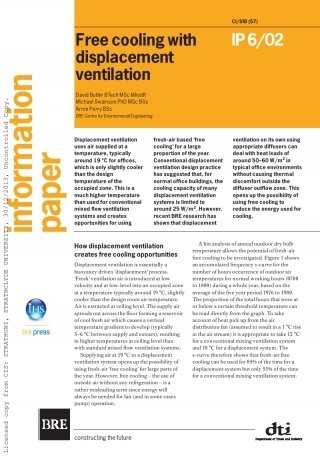 CI/SfB (57)
Free cooling with
displacement
ventilation
IP 6/02
David Butler BTech MSc MInstR
Michael Swainson PhD MSc BSc
Arron Perry BSc
BRE Centre for Environmental Engineering
information
paper
Licensed copy from CIS: STRATHUNI, STRATHCLYDE UNIVERSITY, 30/12/2013, Uncontrolled Copy.
Displacement ventilation
uses air supplied at a
temperature, typically
around 19 °C for offices,
which is only slightly cooler
than the design
temperature of the
occupied zone. This is a
much higher temperature
than used for conventional
mixed flow ventilation
systems and creates
opportunities for using
fresh-air based 'free
cooling' for a large
proportion of the year.
Conventional displacement
ventilation design practice
has suggested that, for
normal office buildings, the
cooling capacity of many
displacement ventilation
systems is limited to
around 25 W/m². However,
recent BRE research has
shown that displacement
ventilation on its own using
appropriate diffusers can
deal with heat loads of
around 50–60 W/m² in
typical office environments
without causing thermal
discomfort outside the
diffuser outflow zone. This
opens up the possibility of
using free cooling to
reduce the energy used for
cooling.
How displacement ventilation
creates free cooling opportunities
Displacement ventilation is essentially a
buoyancy driven 'displacement' process.
'Fresh' ventilation air is introduced at low
velocity and at low-level into an occupied zone
at a temperature typically around 19 °C, slightly
cooler than the design room air temperature.
Air is extracted at ceiling level. The supply air
spreads out across the floor forming a reservoir
of cool fresh air which causes a vertical
temperature gradient to develop (typically
5–6 °C between supply and extract), resulting
in higher temperatures at ceiling level than
with standard mixed flow ventilation systems.
Supplying air at 19 °C to a displacement
ventilation system opens up the possibility of
using fresh-air 'free cooling' for large parts of
the year. However, free cooling – the use of
outside air without any refrigeration – is a
rather misleading term since energy will
always be needed for fan (and in some cases
pump) operation.
A bin analysis of annual outdoor dry bulb
temperature allows the potential of fresh-air
free cooling to be investigated. Figure 1 shows
an accumulated frequency s-curve for the
number of hours occurrence of outdoor air
temperatures for normal working hours (0700
to 1800) during a whole year, based on the
average of the five year period 1976 to 1980.
The proportion of the total hours that were at
or below a certain threshold temperature can
be read directly from the graph. To take
account of heat pick up from the air
distribution fan (assumed to result in a 1 °C rise
in the air stream) it is appropriate to take 12 °C
for a conventional mixing ventilation system
and 18 °C for a displacement system. The
s-curve therefore shows that fresh-air free
cooling can be used for 89% of the time for a
displacement system but only 53% of the time
for a conventional mixing ventilation system.
IHS
brepress
BRE
constructing the future
dti
Department of Trade and Industry